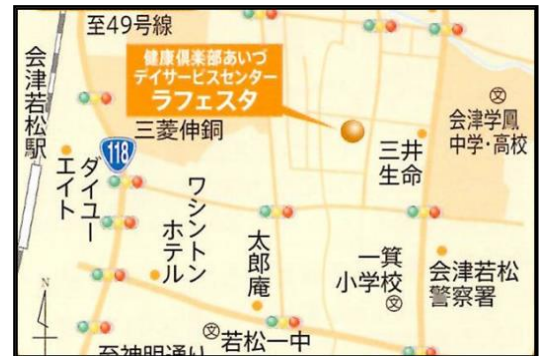 至49号線
健康倶楽部あいづ
デイサービスセンター
ラフェスタ
会津若松駅
三菱伸銅
118
ダイユー
エイト
ワシントン
ホテル
太郎庵
三井
生命
文
会津学鳳
中学・高校
一箕
小学校
文
会津若松
警察署
N
文
若松一中
至神明通り